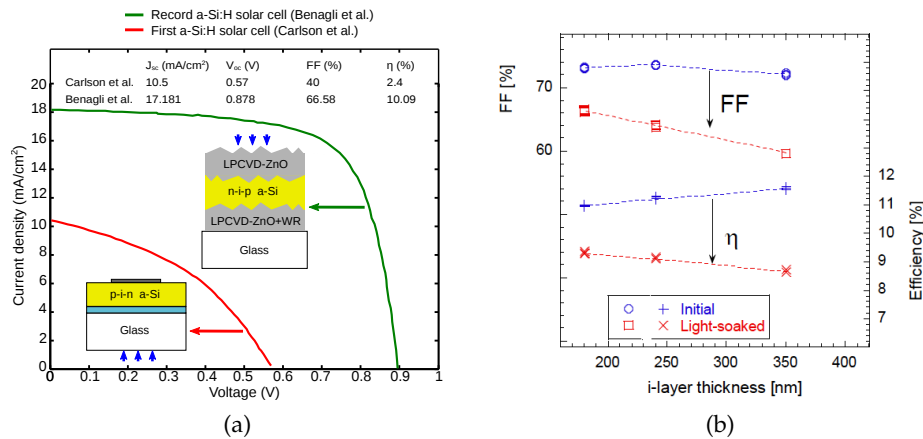 Record a-Si:H solar cell (Benagli et al.)
First a-Si:H solar cell (Carlson et al.)
Jsc (mA/cm²) Voc (V) FF (%) η (%)
Carlson et al. 10.5 0.57 40 2.4
Benagli et al. 17.181 0.878 66.58 10.09
20
18
16
14
12
10
8
6
4
2
0
Current density (mA/cm²)
LPCVD-ZnO
n-i-p a-Si
LPCVD-ZnO+WR
Glass
p-i-n a-Si
Glass
0 0.1 0.2 0.3 0.4 0.5 0.6 0.7 0.8 0.9 1
Voltage (V)
(a)
FF [%]
70
60
FF
η
12
11
10
9
8
7
Efficiency [%]
Initial
Light-soaked
200 250 300 350 400
i-layer thickness [nm]
(b)